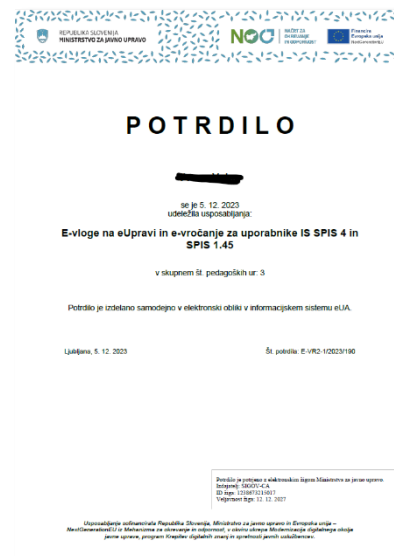 REPUBLIKA SLOVENIJA
MINISTRSTVO ZA JAVNO UPRAVO
NOO
NAČRT ZA
OKREVANJE
IN ODPORNOST
Financira
Evropska unija
NextGenerationEU
POTRDILO
se je 5. 12. 2023
udeležila usposabljanja:
E-vloge na eUpravi in e-vročanje za uporabnike IS SPIS 4 in
SPIS 1.45
v skupnem št. pedagoških ur: 3
Potrdilo je izdelano samodejno v elektronski obliki v informacijskem sistemu eUA.
Ljubljana, 5. 12. 2023
Št. potrdila: E-VR2-1/2023/190
Potrdilo je potrjeno z elektronskim žigom Ministrstva za javno upravo
Izdajatelj: SIGOV-CA
ID žiga: 1238673215017
Veljavnost žiga: 12. 12. 2027
Usposabljanje sofinancirata Republika Slovenija, Ministrstvo za javno upravo in Evropska unija –
NextGenerationEU iz Mehanizma za okrevanje in odpornost, v okviru ukrepa Modernizacija digitalnega okolja
javne uprave, program Krepitev digitalnih znanj in spretnosti javnih uslužbencev.